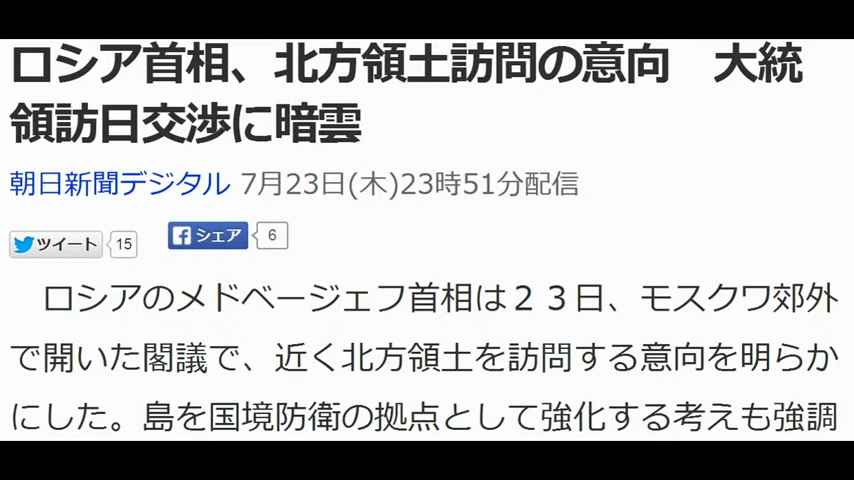 ロシア首相、北方領土訪問の意向　大統
領訪日交渉に暗雲
朝日新聞デジタル 7月23日(木)23時51分配信
ツイート 15 シェア 6
　ロシアのメドベージェフ首相は２３日、モスクワ郊外
で開いた閣議で、近く北方領土を訪問する意向を明らか
にした。島を国境防衛の拠点として強化する考えも強調